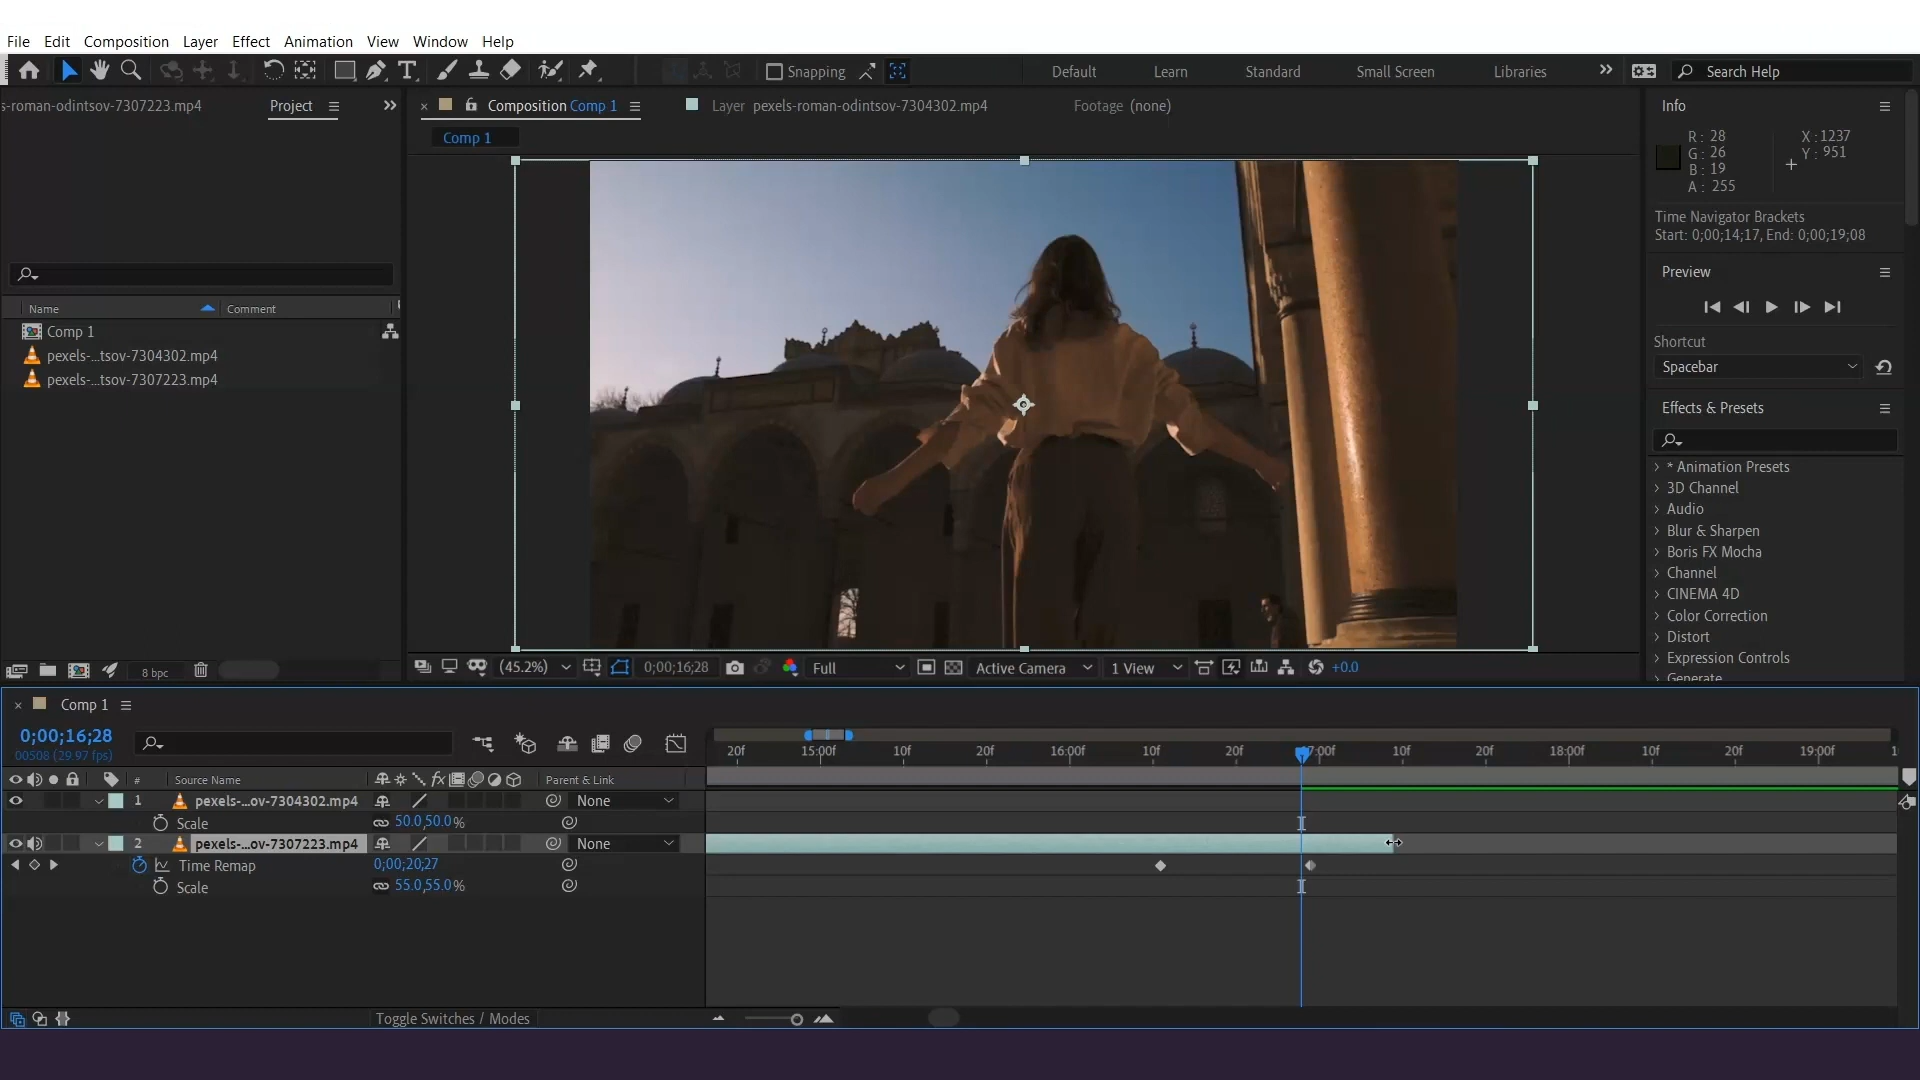 File Edit Composition Layer Effect Animation View Window Help
Snapping Default Learn Standard Small Screen Libraries Search Help
s-roman-odintsov-7307223.mp4 Project
Composition Comp 1 Layer pexels-roman-odintsov-7304302.mp4 Footage (none)
Comp 1
Info
R: 28 X: 1237
G: 26 Y: 951
B: 19
A: 255
Time Navigator Brackets
Start: 0;00;14;17, End: 0;00;19;08
Preview
Shortcut
Spacebar
Effects & Presets
* Animation Presets
3D Channel
Audio
Blur & Sharpen
Boris FX Mocha
Channel
CINEMA 4D
Color Correction
Distort
Expression Controls
Generate
Name Comment
Comp 1
pexels-...tsov-7304302.mp4
pexels-...tsov-7307223.mp4
8 bpc
(45.2%) 0;00;16;28 Full Active Camera 1 View +0.0
Comp 1
0;00;16;28
00508 (29.97 fps)
20f 15:00f 10f 20f 16:00f 10f 20f 7:00f 10f 20f 18:00f 10f 20f 19:00f 1
# Source Name fx Parent & Link
1 pexels-...ov-7304302.mp4 None
Scale 50.0,50.0%
2 pexels-...ov-7307223.mp4 None
Time Remap 0;00;20;27
Scale 55.0,55.0%
Toggle Switches / Modes